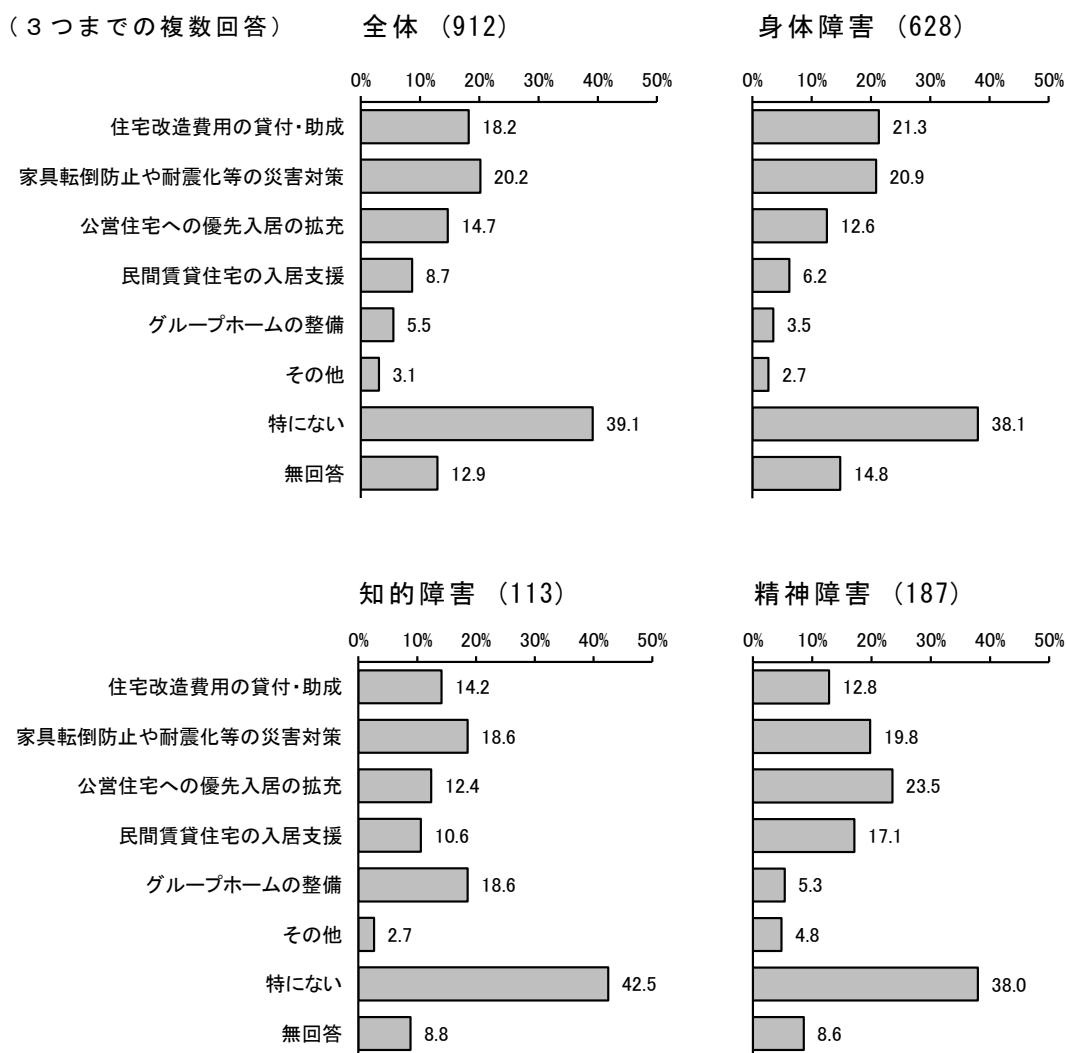 (3つまでの複数回答) 全体 (912) 身体障害 (628)
0% 10% 20% 30% 40% 50% 0% 10% 20% 30% 40% 50%
住宅改造費用の貸付・助成 18.2 21.3
家具転倒防止や耐震化等の災害対策 20.2 20.9
公営住宅への優先入居の拡充 14.7 12.6
民間賃貸住宅の入居支援 8.7 6.2
グループホームの整備 5.5 3.5
その他 3.1 2.7
特にない 39.1 38.1
無回答 12.9 14.8
知的障害 (113) 精神障害 (187)
0% 10% 20% 30% 40% 50% 0% 10% 20% 30% 40% 50%
住宅改造費用の貸付・助成 14.2 12.8
家具転倒防止や耐震化等の災害対策 18.6 19.8
公営住宅への優先入居の拡充 12.4 23.5
民間賃貸住宅の入居支援 10.6 17.1
グループホームの整備 18.6 5.3
その他 2.7 4.8
特にない 42.5 38.0
無回答 8.8 8.6